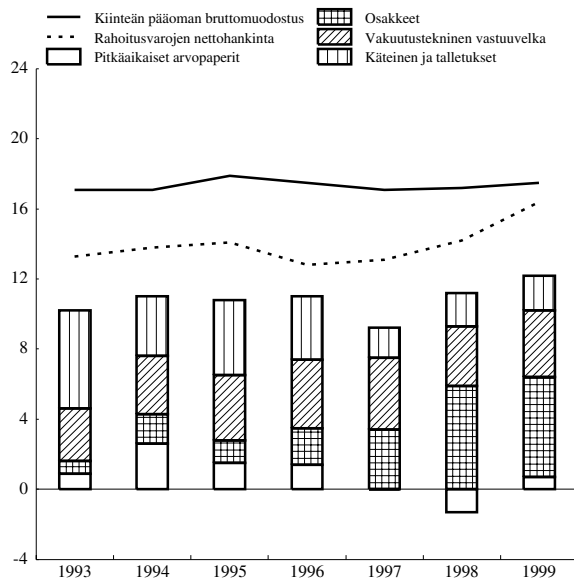 Kiinteän pääoman bruttomuodostus
Rahoitusvarojen nettohankinta
Pitkäaikaiset arvopaperit
Osakkeet
Vakuutustekninen vastuuvelka
Käteinen ja talletukset
24
20
16
12
8
4
0
-4
1993 1994 1995 1996 1997 1998 1999